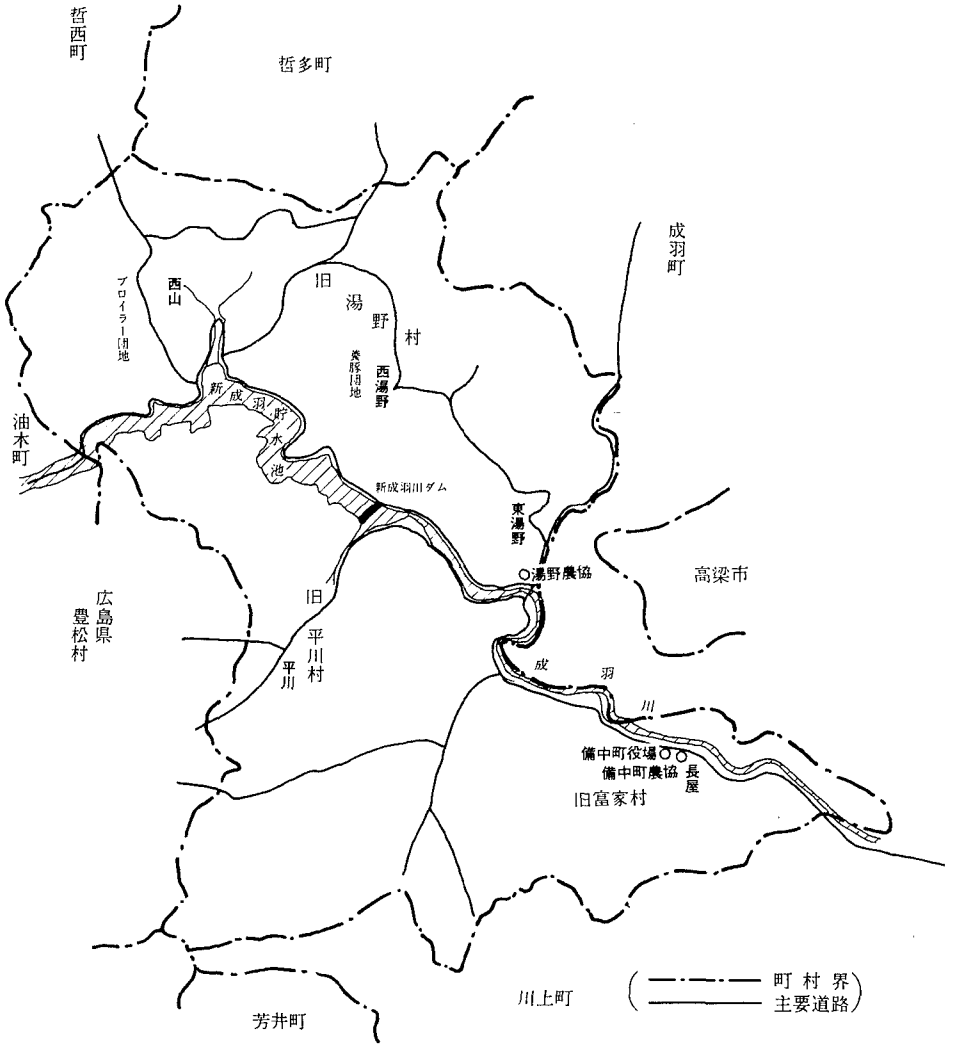 哲西町
哲多町
成羽町
ブロイラー団地
西山
旧湯野村
養豚団地
西湯野
新成羽貯水池
油木町
新成羽川ダム
東湯野
湯野農協
高梁市
広島県
豊松村
旧平川村
平川
成羽川
備中町役場
備中町農協
長屋
旧富家村
川上町
芳井町
町村界
主要道路